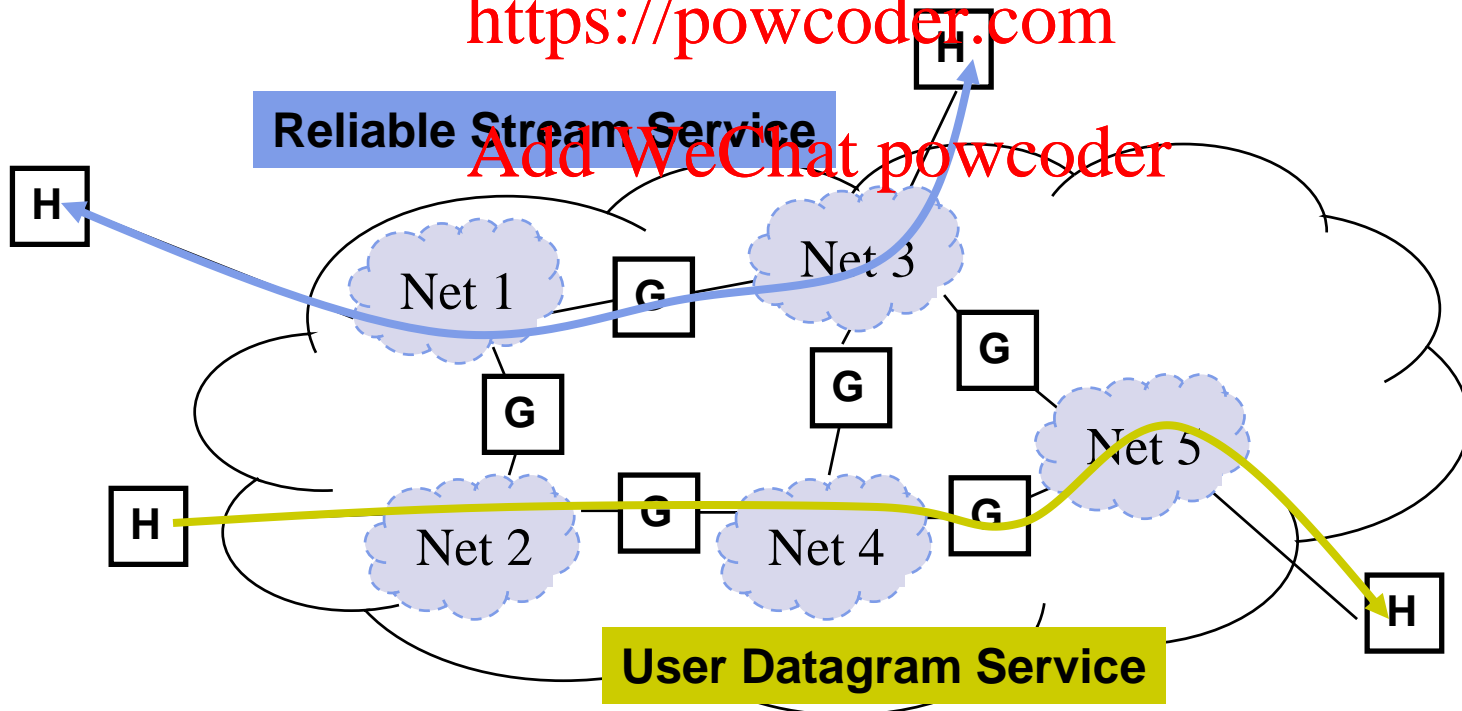 https://powcoder.com
H
Reliable Stream Service
Add WeChat powcoder
H
Net 3
Net 1
G
G
G
G
Net 5
H
G
G
Net 2
Net 4
H
User Datagram Service